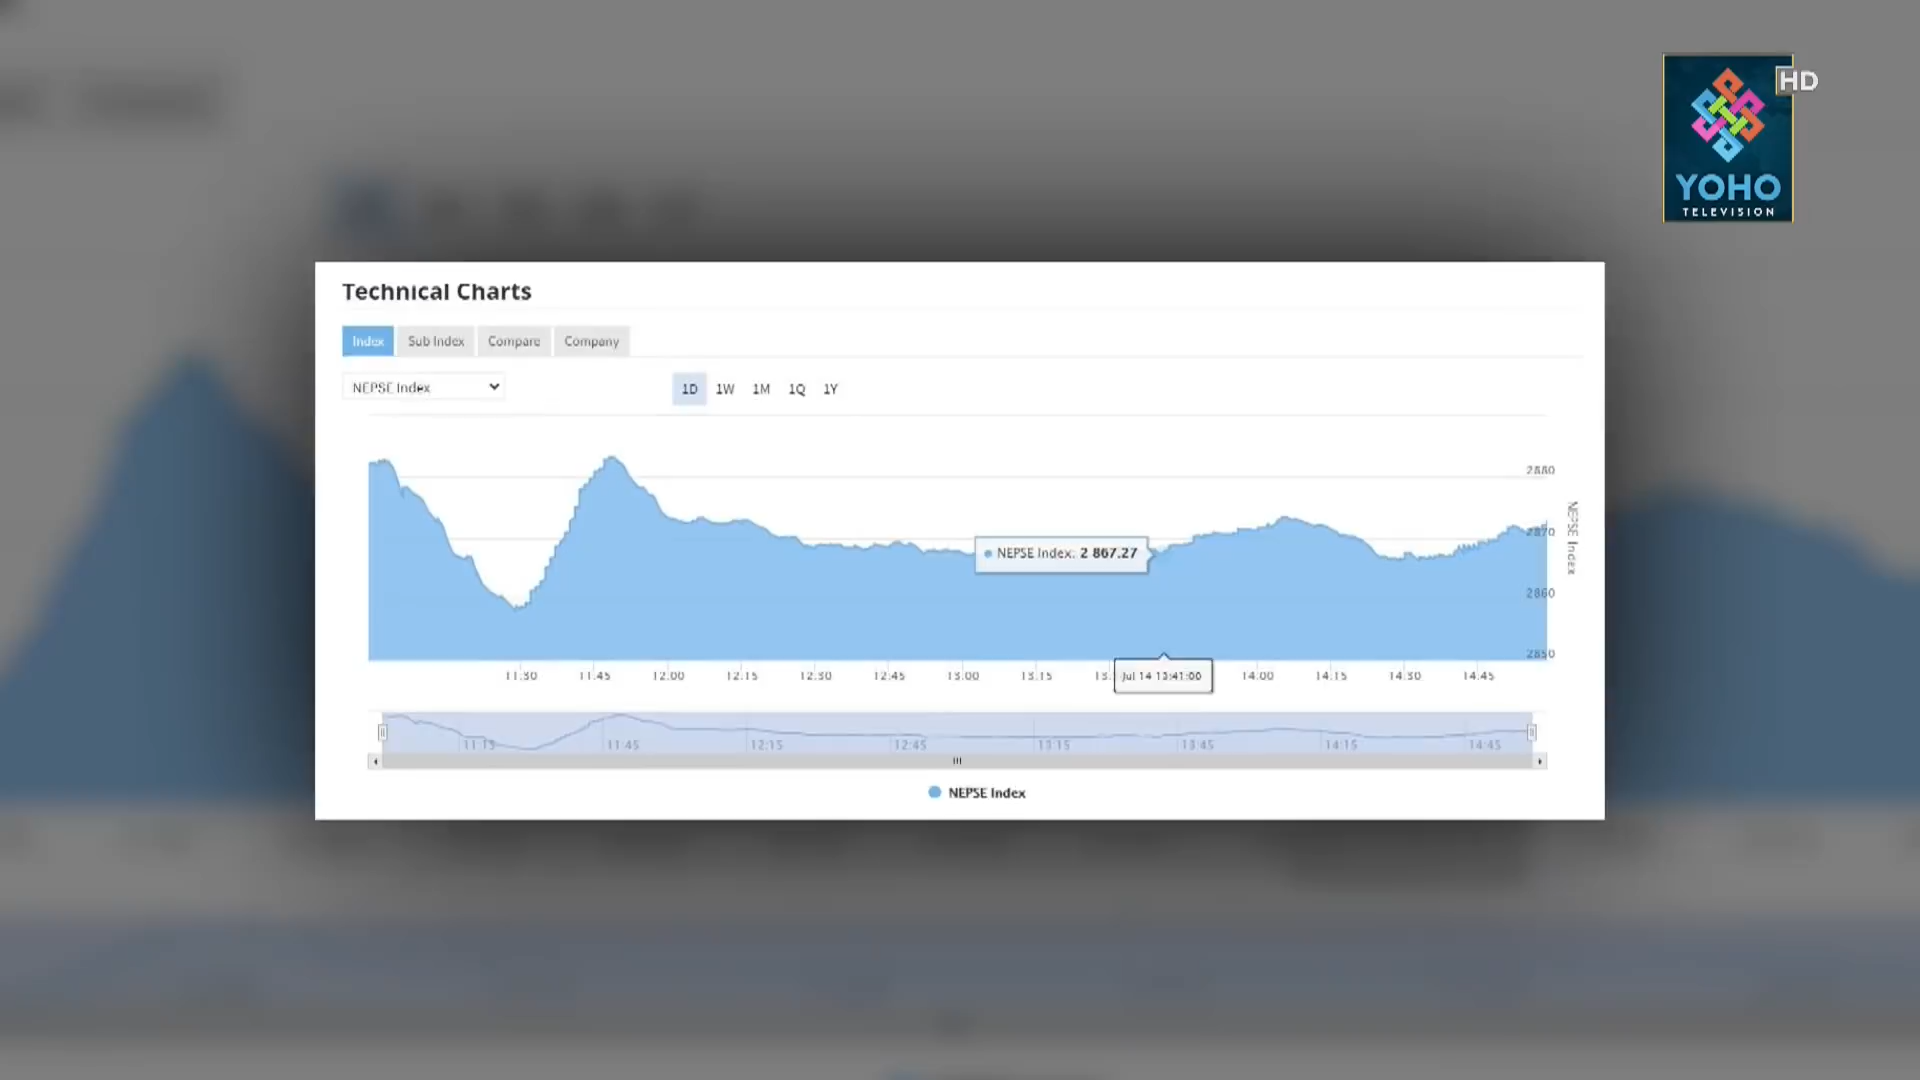 HD
YOHO
TELEVISION
Technical Charts
Index Sub Index Compare Company
NEPSE Index
1D 1W 1M 1Q 1Y
2880
2870
2860
2850
NEPSE Index
NEPSE Index: 2 867.27
11:30 11:45 12:00 12:15 12:30 12:45 13:00 13:15 13: 14:00 14:15 14:30 14:45
Jul 14 13:41:00
11:15 11:45 12:15 12:45 13:15 13:45 14:15 14:45
NEPSE Index